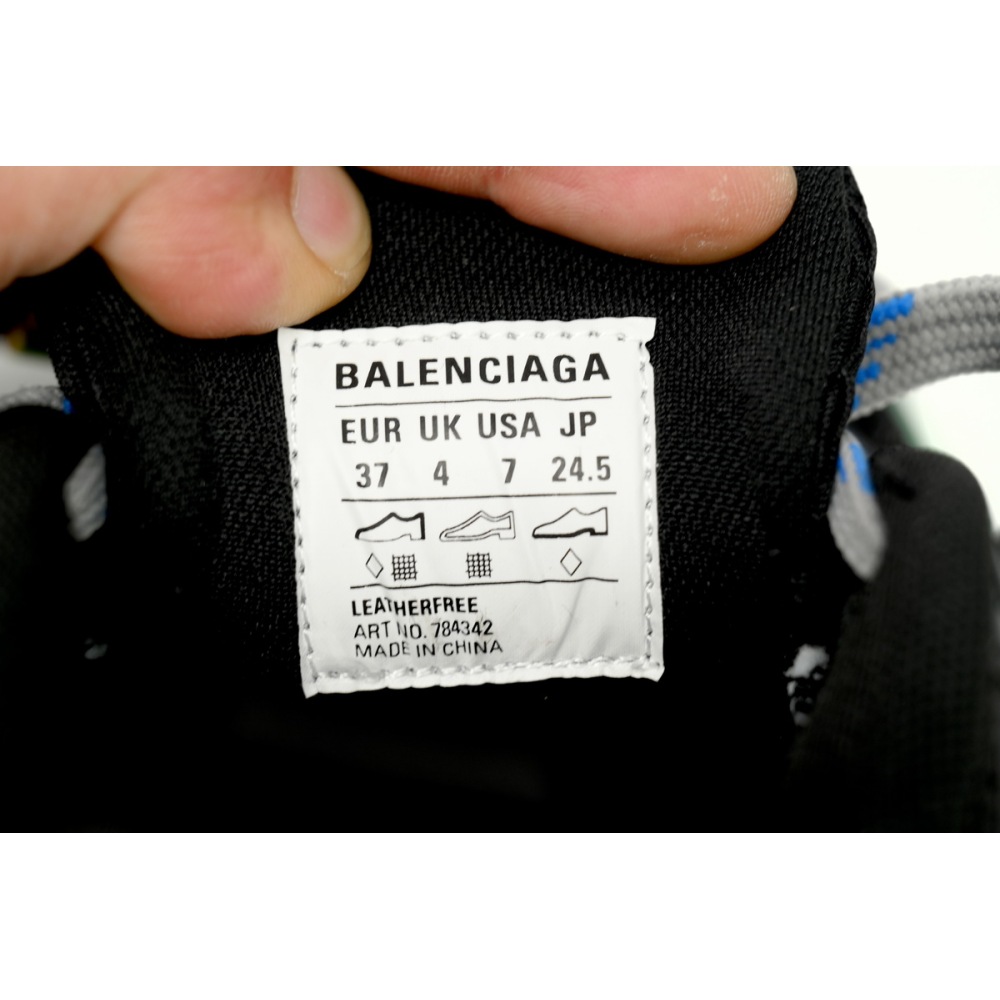 BALENCIAGA
EUR UK USA JP
37 4 7 24.5
LEATHERFREE
ART NO. 784342
MADE IN CHINA